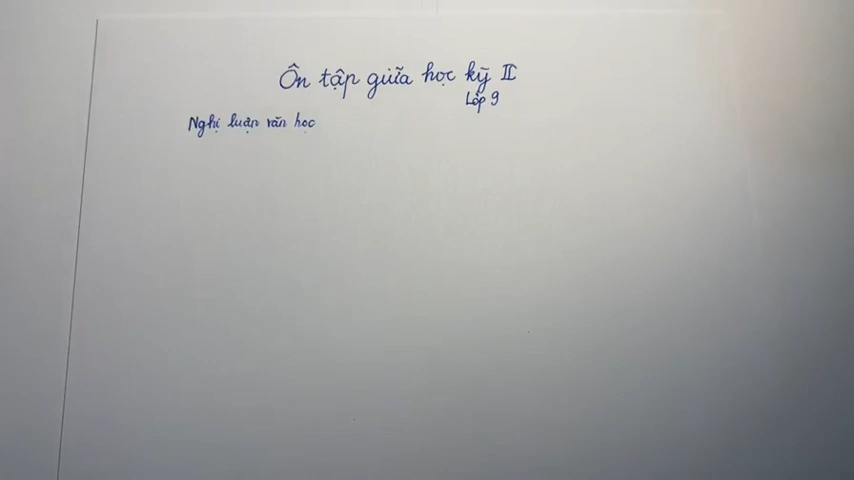 Ôn tập giữa học kỳ II
Lớp 9
Nghị luận văn học